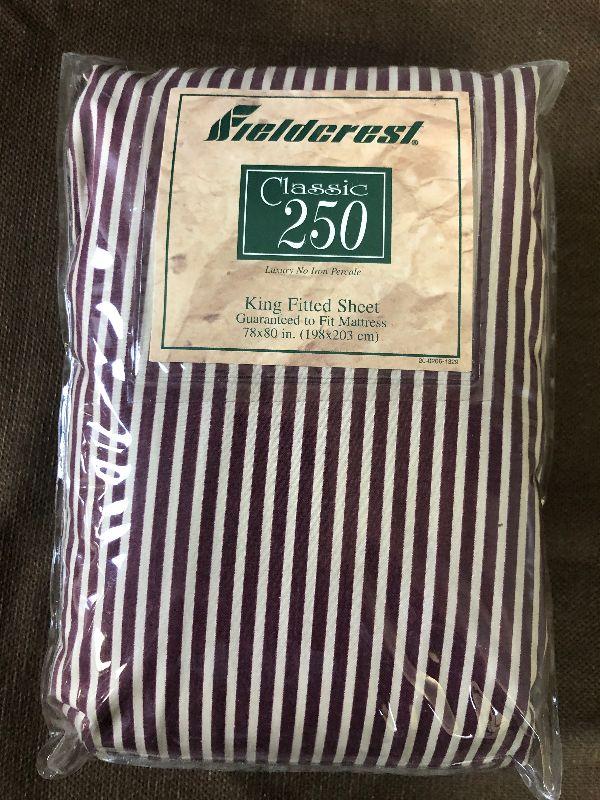 Fieldcrest®
Classic
250
Luxury No Iron Percale
King Fitted Sheet
Guaranteed to Fit Mattress
78x80 in. (198x203 cm)